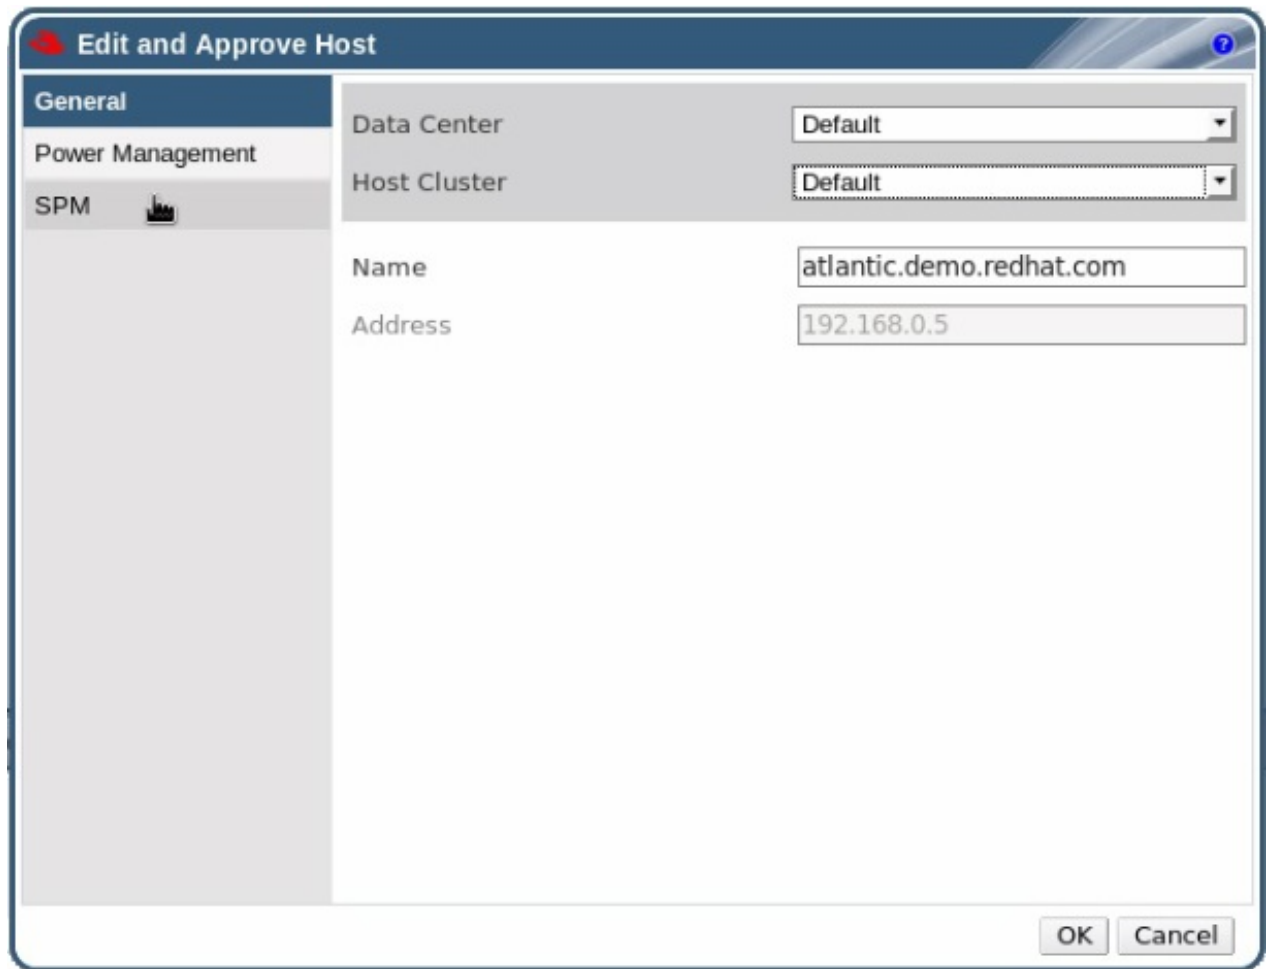 Edit and Approve Host
?
General
Power Management
SPM
Data Center Default
Host Cluster Default
Name atlantic.demo.redhat.com
Address 192.168.0.5
OK Cancel